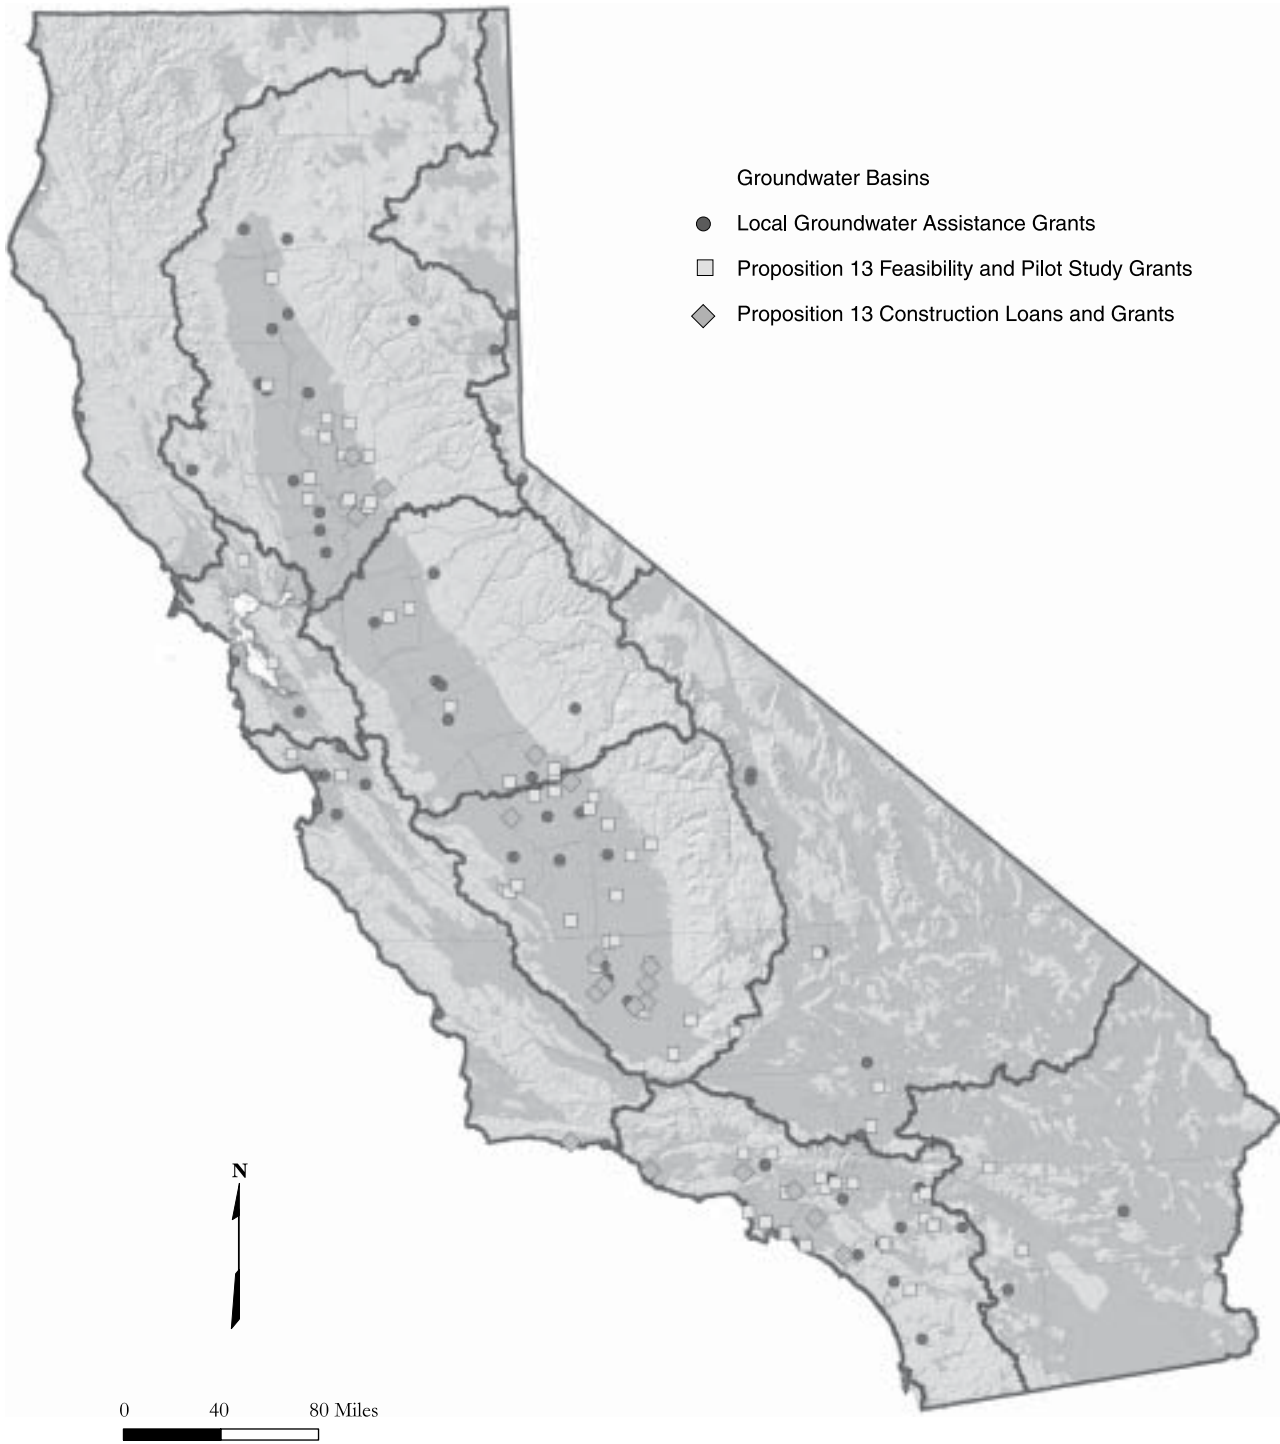 Groundwater Basins
Local Groundwater Assistance Grants
Proposition 13 Feasibility and Pilot Study Grants
Proposition 13 Construction Loans and Grants
N
0 40 80 Miles